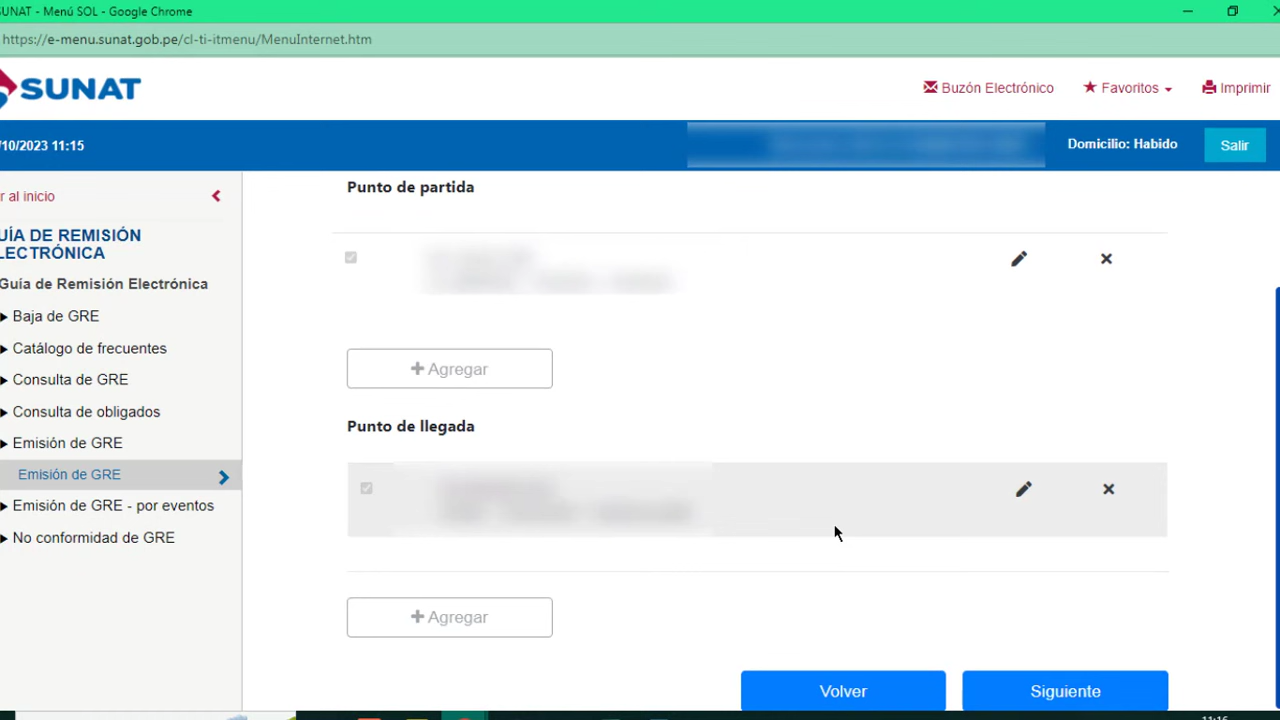 SUNAT - Menú SOL - Google Chrome
https://e-menu.sunat.gob.pe/cl-ti-itmenu/MenuInternet.htm
SUNAT
Buzón Electrónico
Favoritos
Imprimir
/10/2023 11:15
Domicilio: Habido
Salir
r al inicio
UÍA DE REMISIÓN
LECTRÓNICA
Guía de Remisión Electrónica
Baja de GRE
Catálogo de frecuentes
Consulta de GRE
Consulta de obligados
Emisión de GRE
Emisión de GRE
Emisión de GRE - por eventos
No conformidad de GRE
Punto de partida
+ Agregar
Punto de llegada
+ Agregar
Volver
Siguiente
11:16